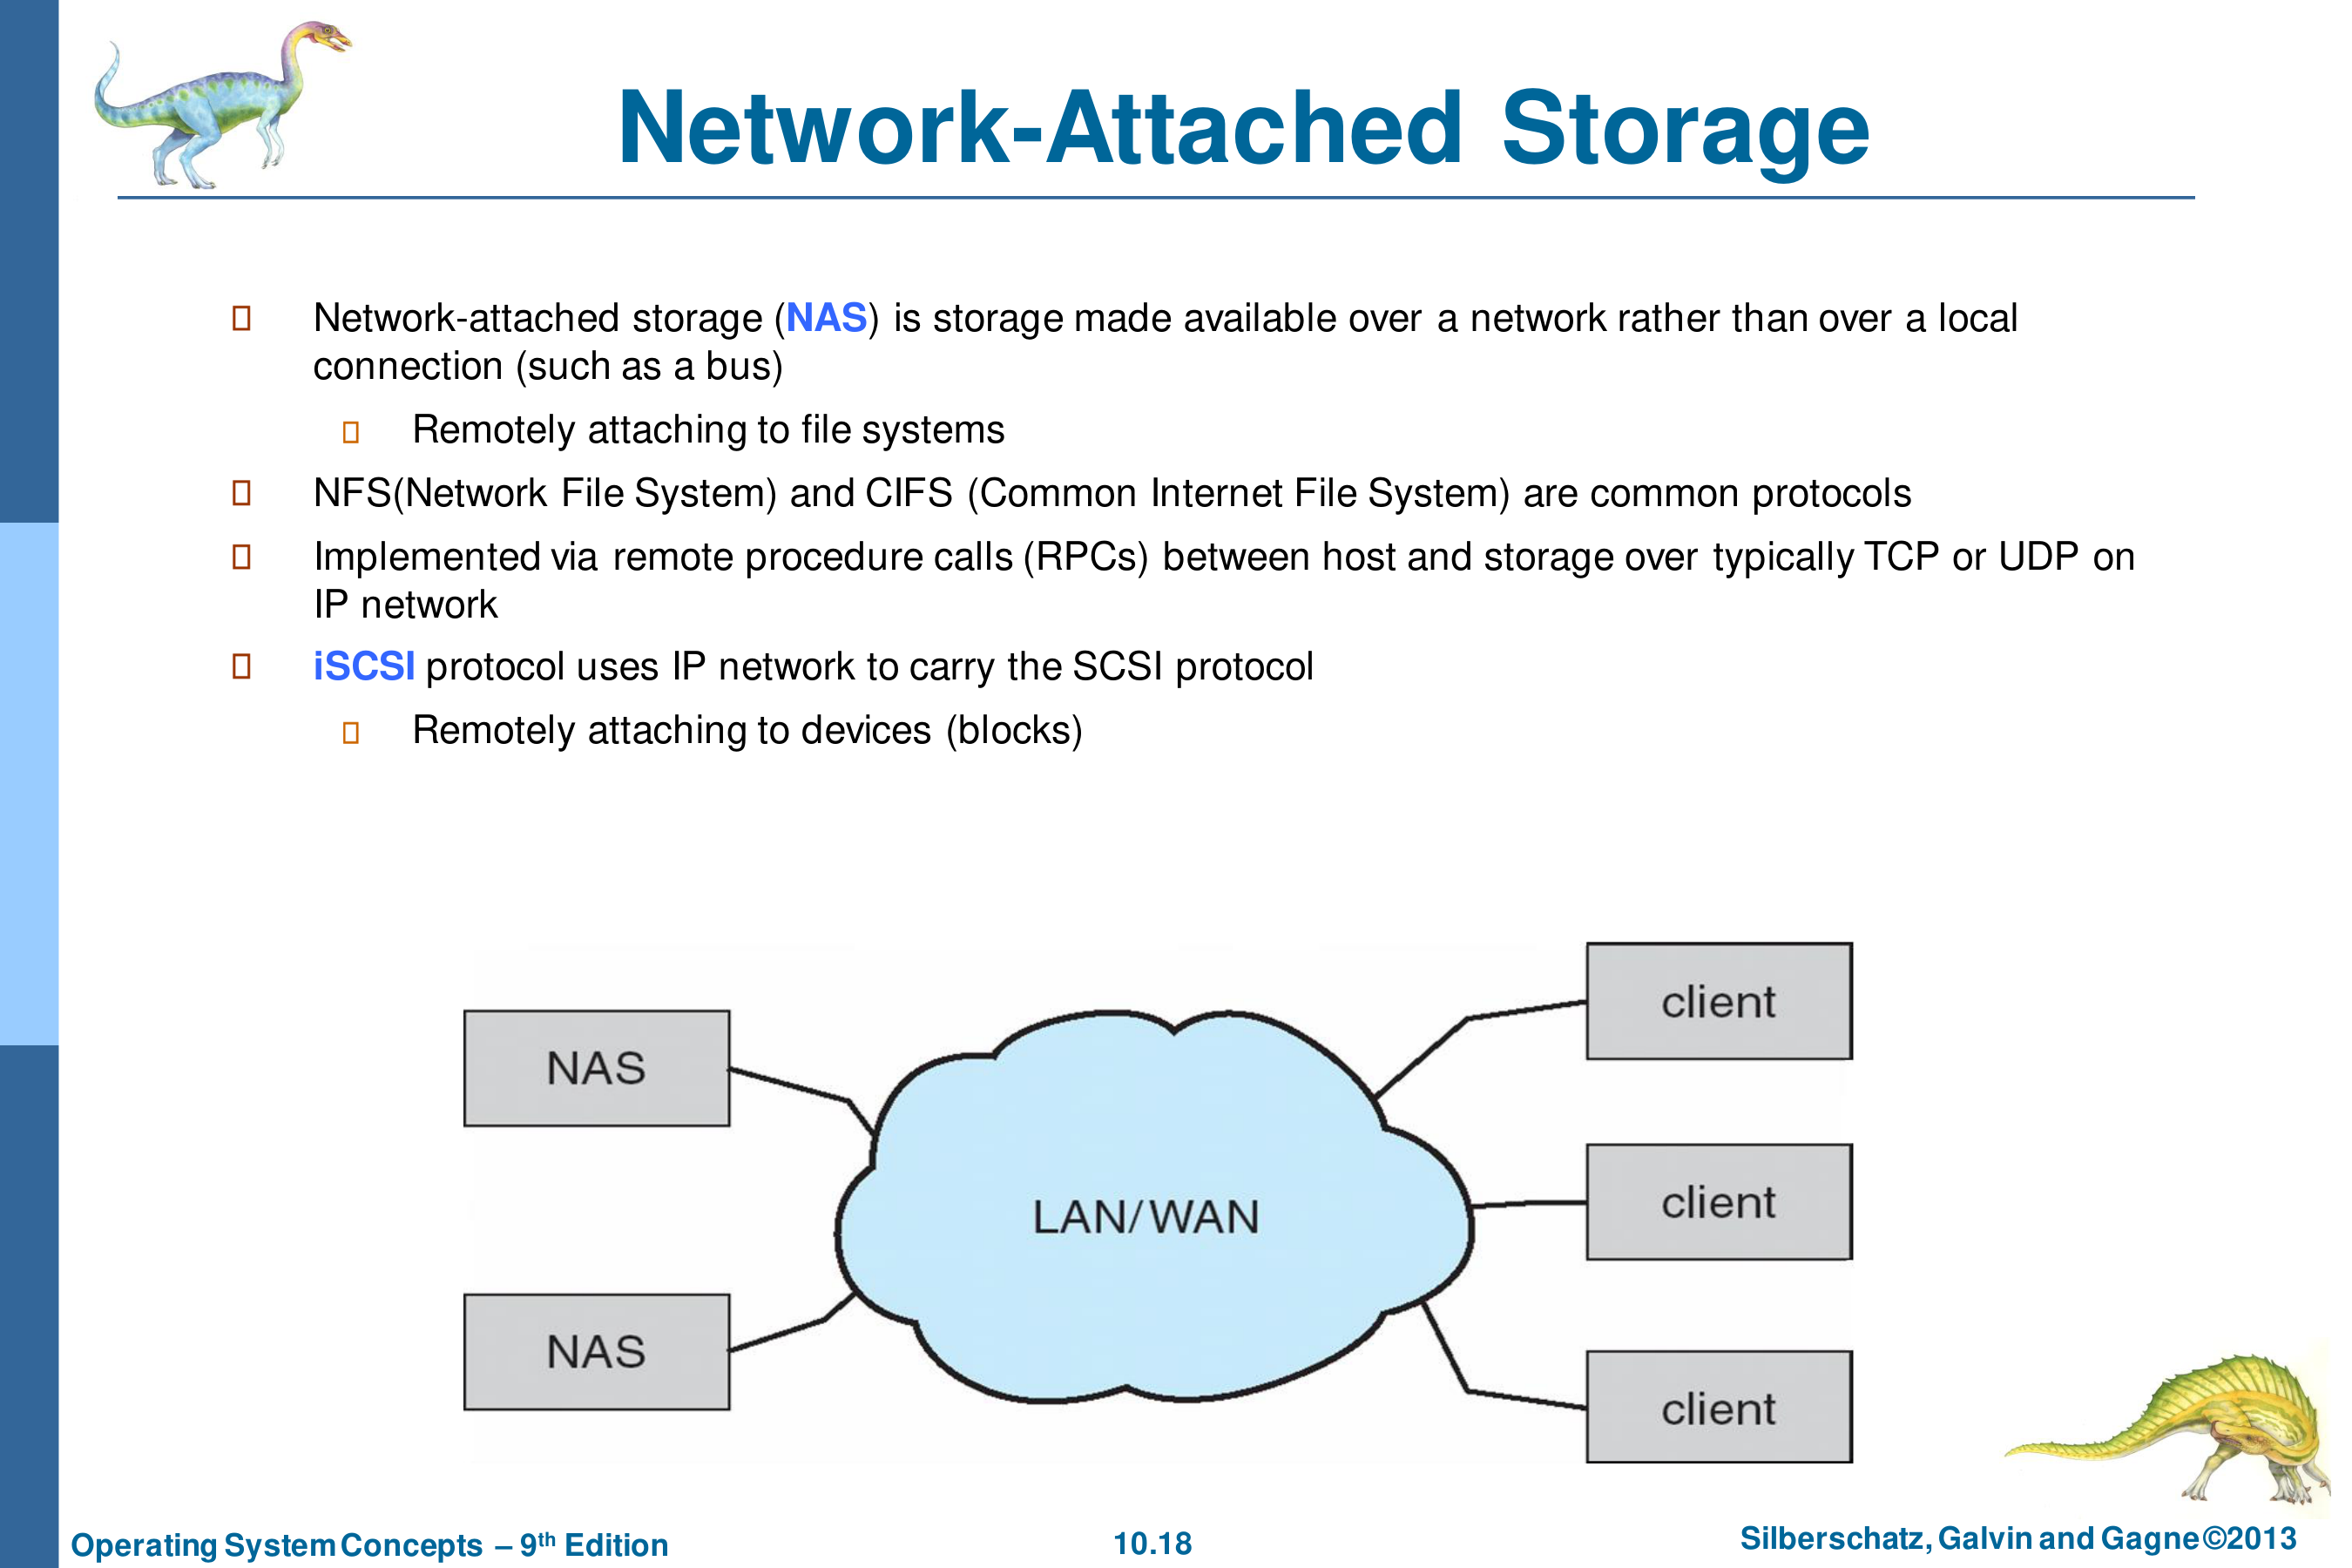 Network-Attached Storage
Network-attached storage (NAS) is storage made available over a network rather than over a local
connection (such as a bus)
Remotely attaching to file systems
NFS(Network File System) and CIFS (Common Internet File System) are common protocols
Implemented via remote procedure calls (RPCs) between host and storage over typically TCP or UDP on
IP network
iSCSI protocol uses IP network to carry the SCSI protocol
Remotely attaching to devices (blocks)
NAS
NAS
LAN/WAN
client
client
client
Operating System Concepts – 9th Edition
10.18
Silberschatz, Galvin and Gagne ©2013